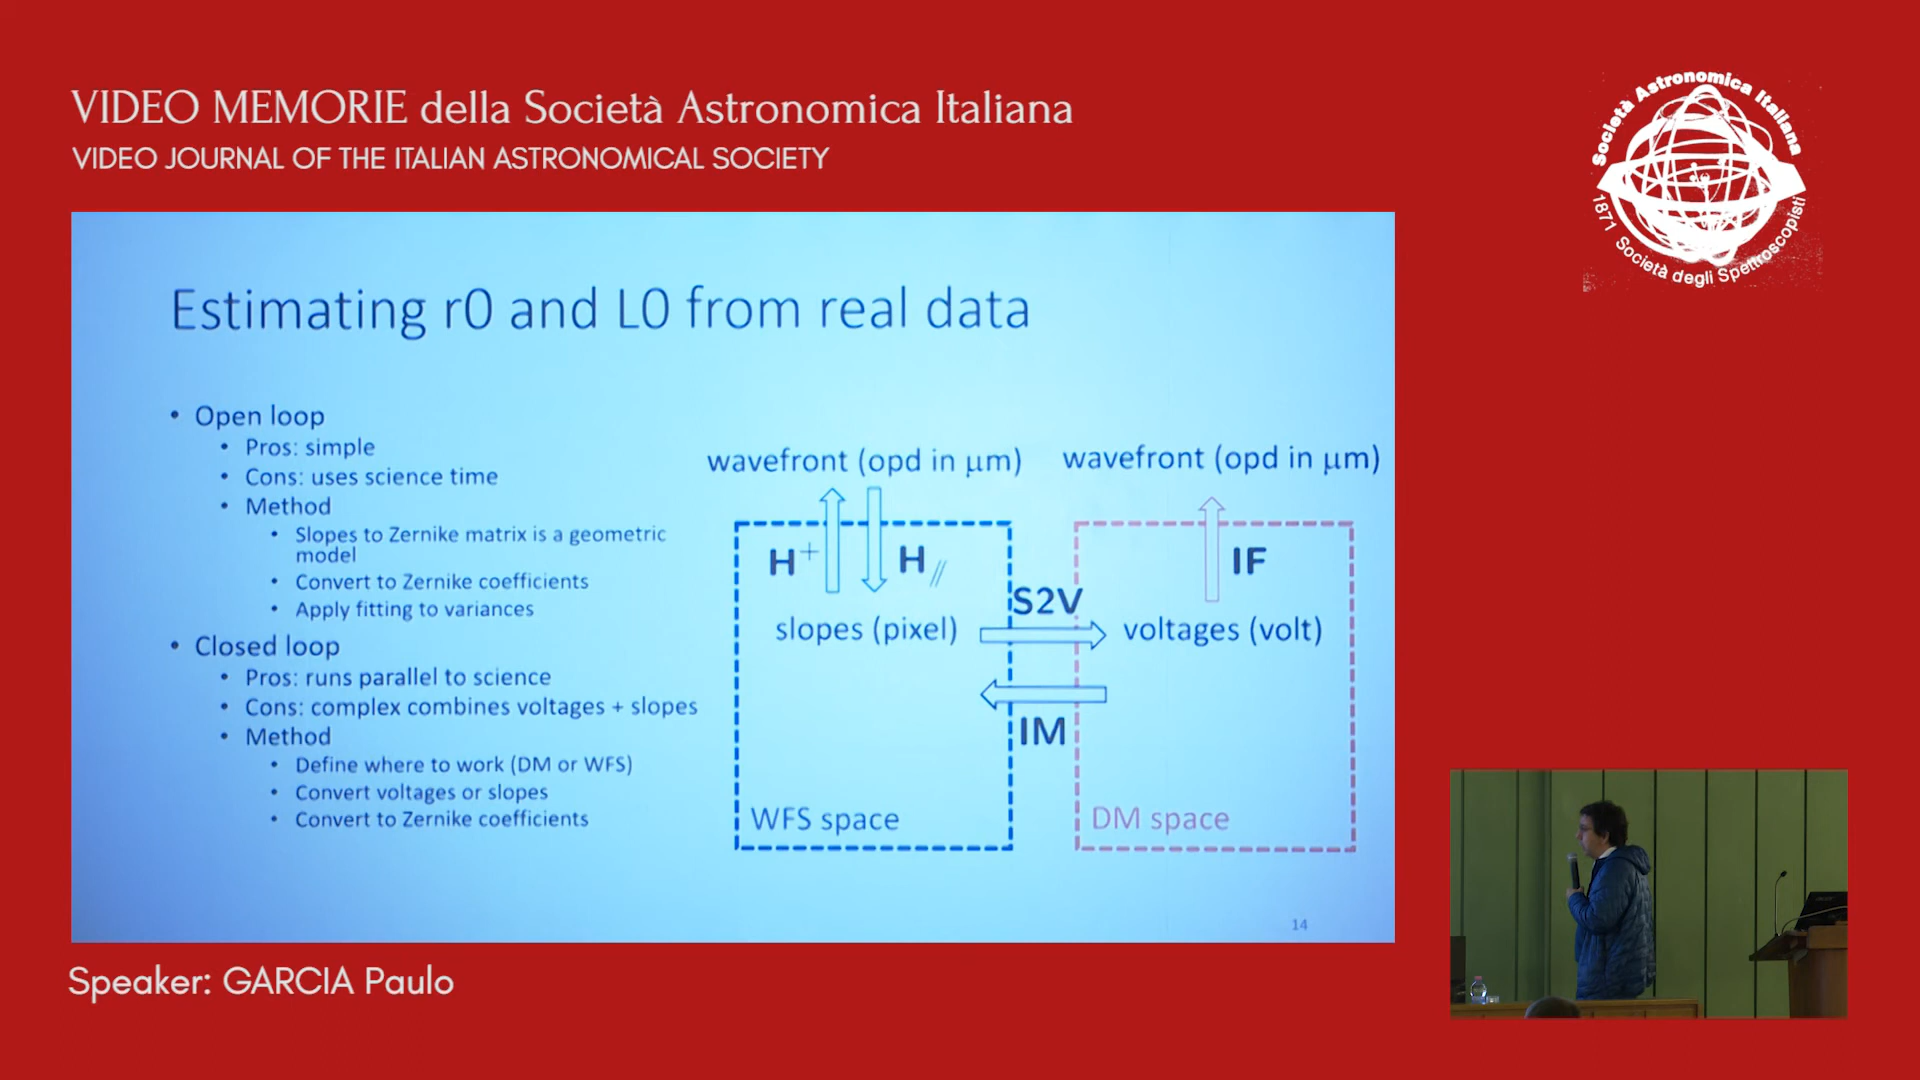 VIDEO MEMORIE della Società Astronomica Italiana
VIDEO JOURNAL OF THE ITALIAN ASTRONOMICAL SOCIETY
Società Astronomica Italiana
1871 Società degli Spettroscopisti
Estimating r0 and L0 from real data
• Open loop
• Pros: simple
• Cons: uses science time
• Method
• Slopes to Zernike matrix is a geometric
model
• Convert to Zernike coefficients
• Apply fitting to variances
• Closed loop
• Pros: runs parallel to science
• Cons: complex combines voltages + slopes
• Method
• Define where to work (DM or WFS)
• Convert voltages or slopes
• Convert to Zernike coefficients
wavefront (opd in μm)
wavefront (opd in μm)
H+
H//
IF
S2V
slopes (pixel)
voltages (volt)
IM
WFS space
DM space
14
Speaker: GARCIA Paulo